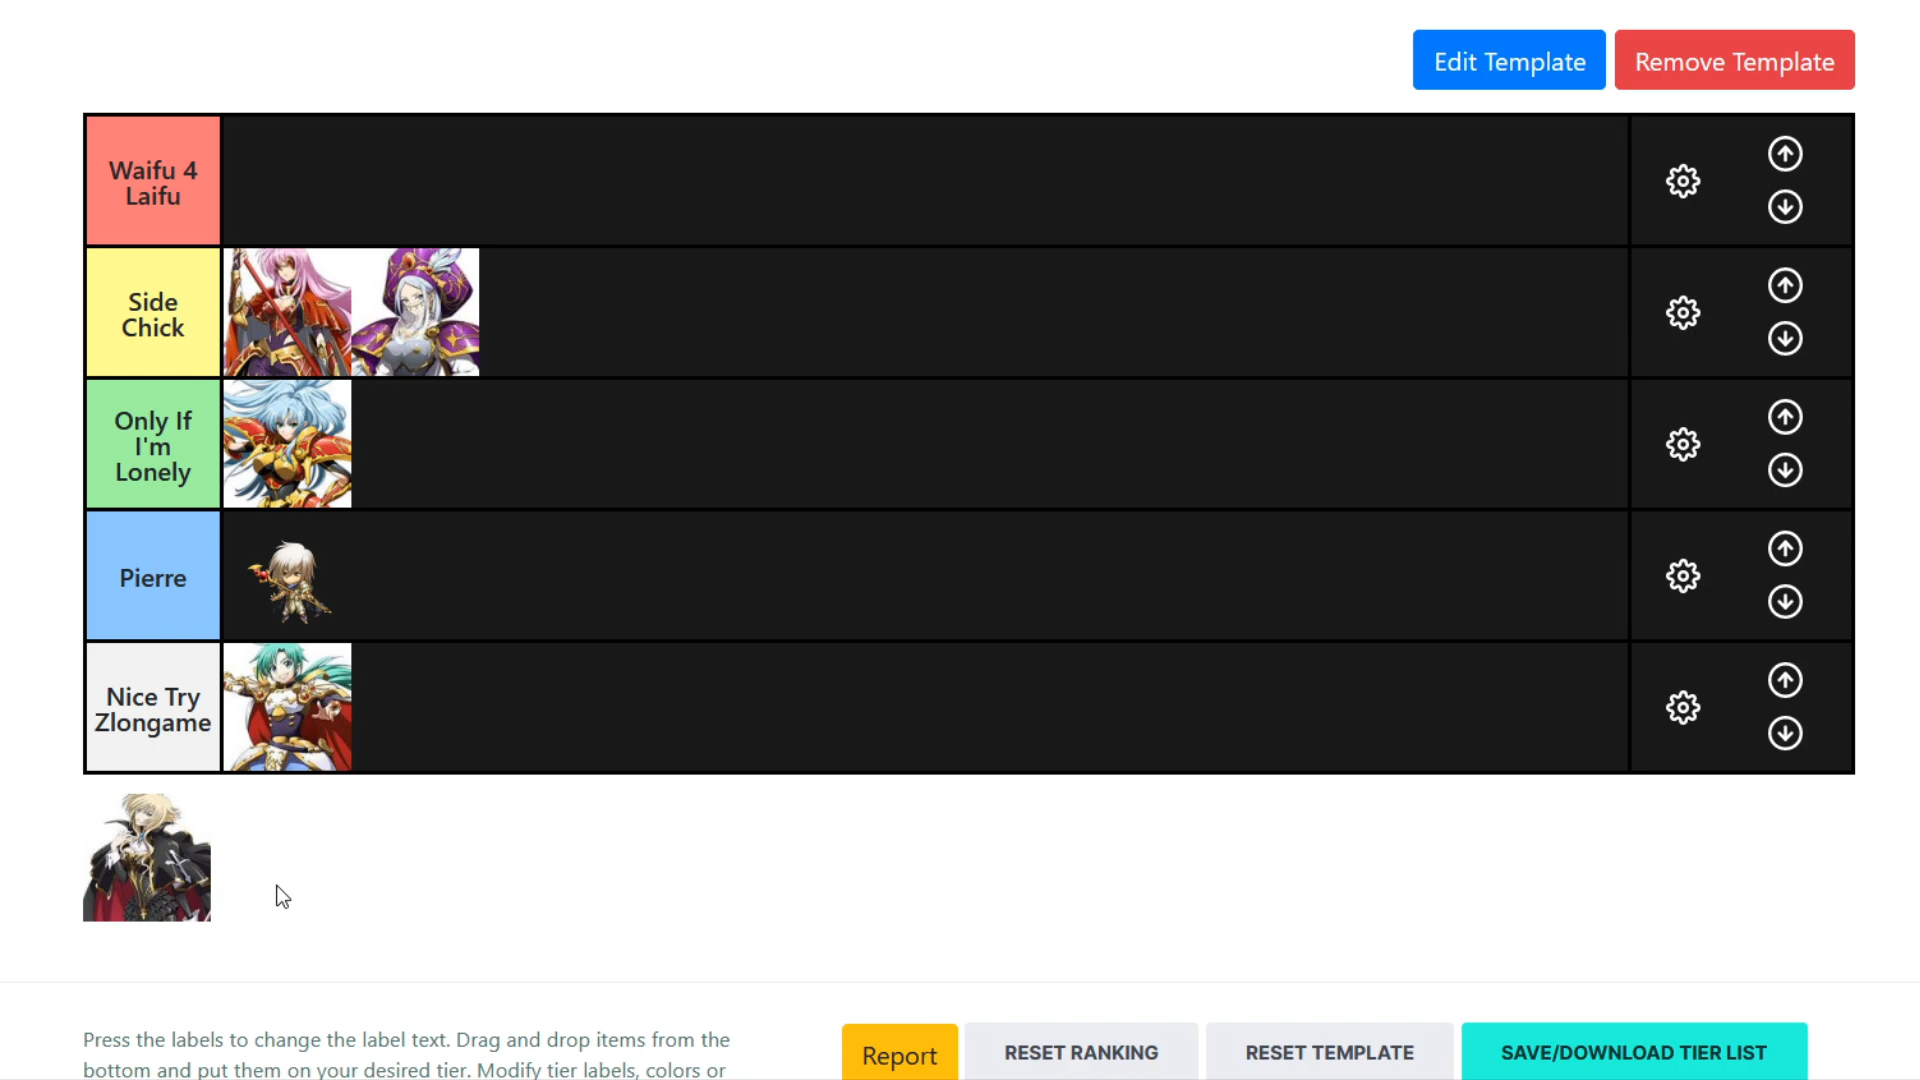 Edit Template
Remove Template
Waifu 4
Laifu
Side
Chick
Only If
I'm
Lonely
Pierre
Nice Try
Zlongame
Press the labels to change the label text. Drag and drop items from the
bottom and put them on your desired tier. Modify tier labels, colors or
Report
RESET RANKING
RESET TEMPLATE
SAVE/DOWNLOAD TIER LIST